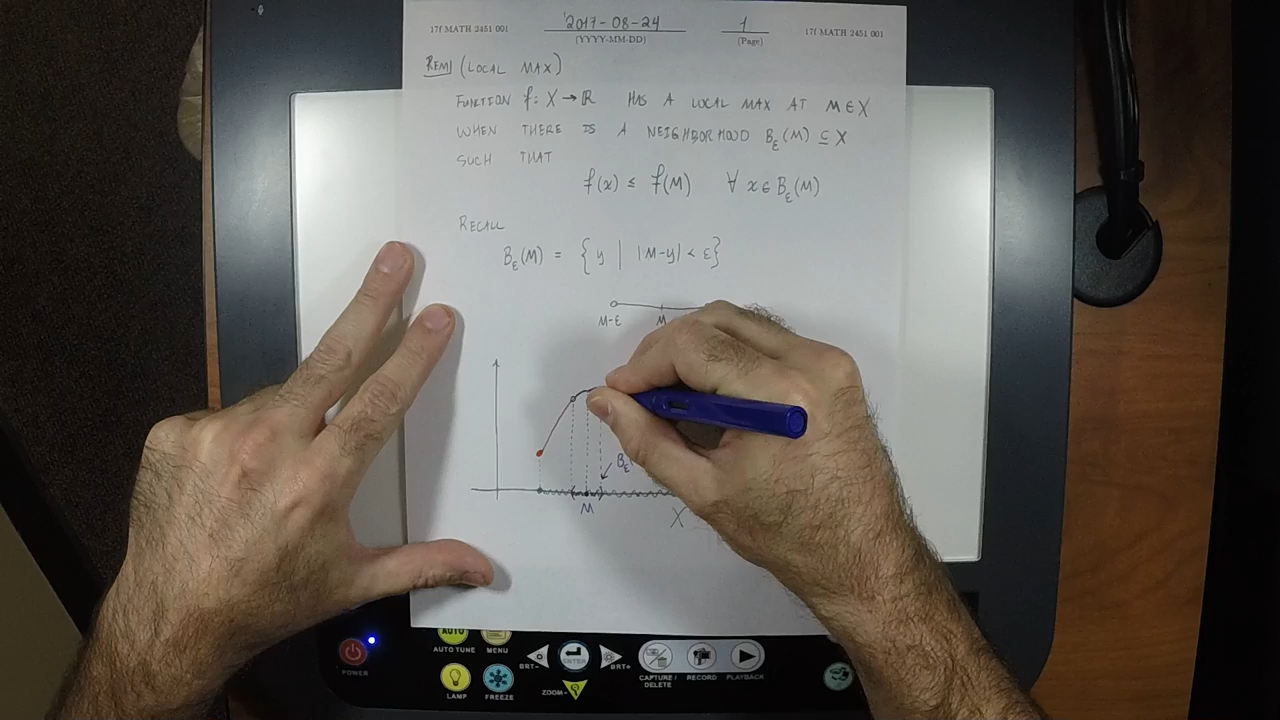 17f MATH 2451 001 2017-08-24 1 17f MATH 2451 001
(YYYY-MM-DD) (Page)
REM (LOCAL MAX)
FUNCTION f: X → ℝ HAS A LOCAL MAX AT M ∈ X
WHEN THERE IS A NEIGHBORHOOD B_ε(M) ⊆ X
SUCH THAT
f(x) ≤ f(M) ∀ x ∈ B_ε(M)
RECALL
B_ε(M) = { y | |M-y| < ε }
M-ε M
B_ε
M X
AUTO
AUTO TUNE MENU ENTER
POWER BRT- BRT+ CAPTURE / DELETE RECORD PLAYBACK
LAMP FREEZE ZOOM-